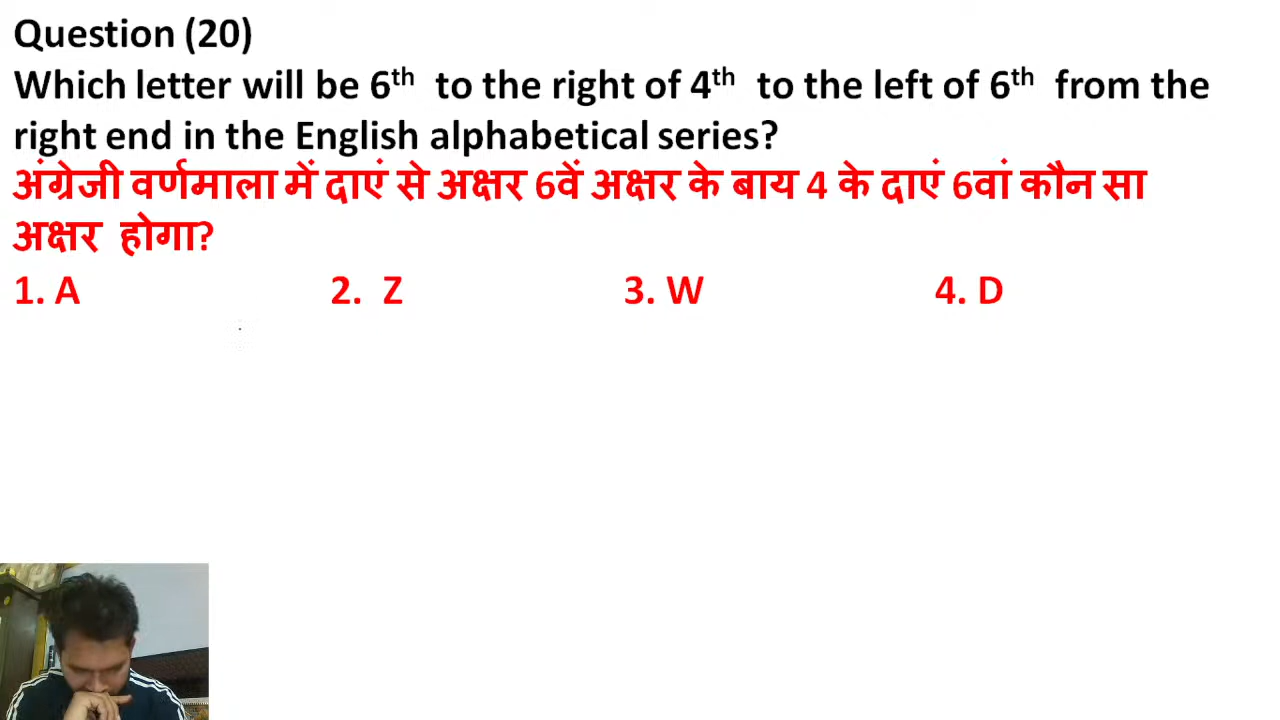 Question (20)
Which letter will be 6th to the right of 4th to the left of 6th from the
right end in the English alphabetical series?
अंग्रेजी वर्णमाला में दाएं से अक्षर 6वें अक्षर के बाय 4 के दाएं 6वां कौन सा
अक्षर होगा?
1. A 2. Z 3. W 4. D